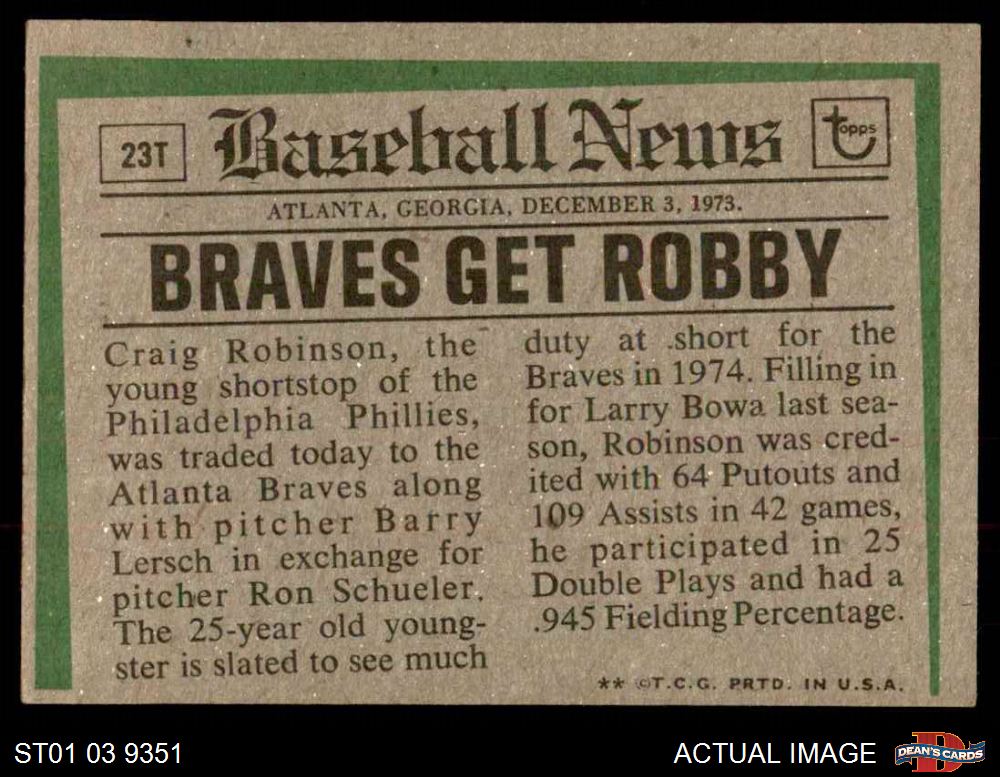 23T
Baseball News
topps
ATLANTA, GEORGIA, DECEMBER 3, 1973.
BRAVES GET ROBBY
Craig Robinson, the
young shortstop of the
Philadelphia Phillies,
was traded today to the
Atlanta Braves along
with pitcher Barry
Lersch in exchange for
pitcher Ron Schueler.
The 25-year old young-
ster is slated to see much
duty at short for the
Braves in 1974. Filling in
for Larry Bowa last sea-
son, Robinson was cred-
ited with 64 Putouts and
109 Assists in 42 games,
he participated in 25
Double Plays and had a
.945 Fielding Percentage.
** ©T.C.G. PRTD. IN U.S.A.
ST01 03 9351
ACTUAL IMAGE
D
DEAN'S CARDS